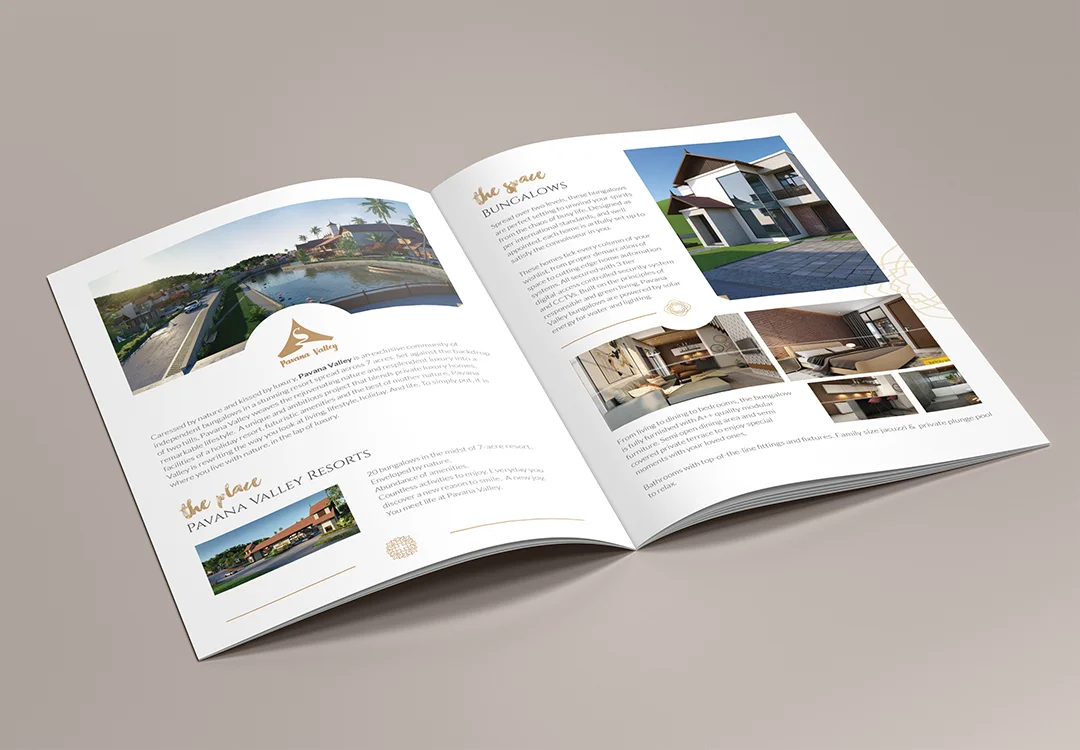 Pavana Valley
Caressed by nature and kissed by luxury, Pavana Valley is an exclusive community of
independent bungalows in a stunning resort spread across 7 acres. Set against the backdrop
of two hills, Pavana Valley weaves the rejuvenating nature and resplendent luxury into a
remarkable lifestyle. A unique and ambitious project that blends private luxury homes,
facilities of a holiday resort, futuristic amenities and the best of mother nature, Pavana
Valley is rewriting the way you look at living, lifestyle, holiday. And life. To simply put, it is
where you live with nature, in the lap of luxury.
the place
Pavana Valley Resorts
20 bungalows in the midst of 7-acre resort.
Enveloped by nature.
Abundance of amenities.
Countless activities to enjoy. Everyday you
discover a new reason to smile. A new joy.
You meet life at Pavana Valley.
the space
Bungalows
Spread over two levels, these bungalows
are perfect setting to unwind your spirits
from the chaos of busy life. Designed as
per international standards, and well
appointed, each home is artfully set up to
satisfy the connoisseur in you.
These homes tick every column of your
wishlist, from proper demarcation of
space to cutting edge home automation
systems. All secured with 3 tier
digital access controlled security system
and CCTVs. Built on the principles of
responsible and green living, Pavana
Valley bungalows are powered by solar
energy for water and lighting.
From living to dining to bedrooms, the bungalow
is fully furnished with A++ quality modular
furniture. Semi open dining area and semi
covered private terrace to enjoy special
moments with your loved ones.
Bathrooms with top-of-the-line fittings and fixtures. Family size jacuzzi & private plunge pool
to relax.